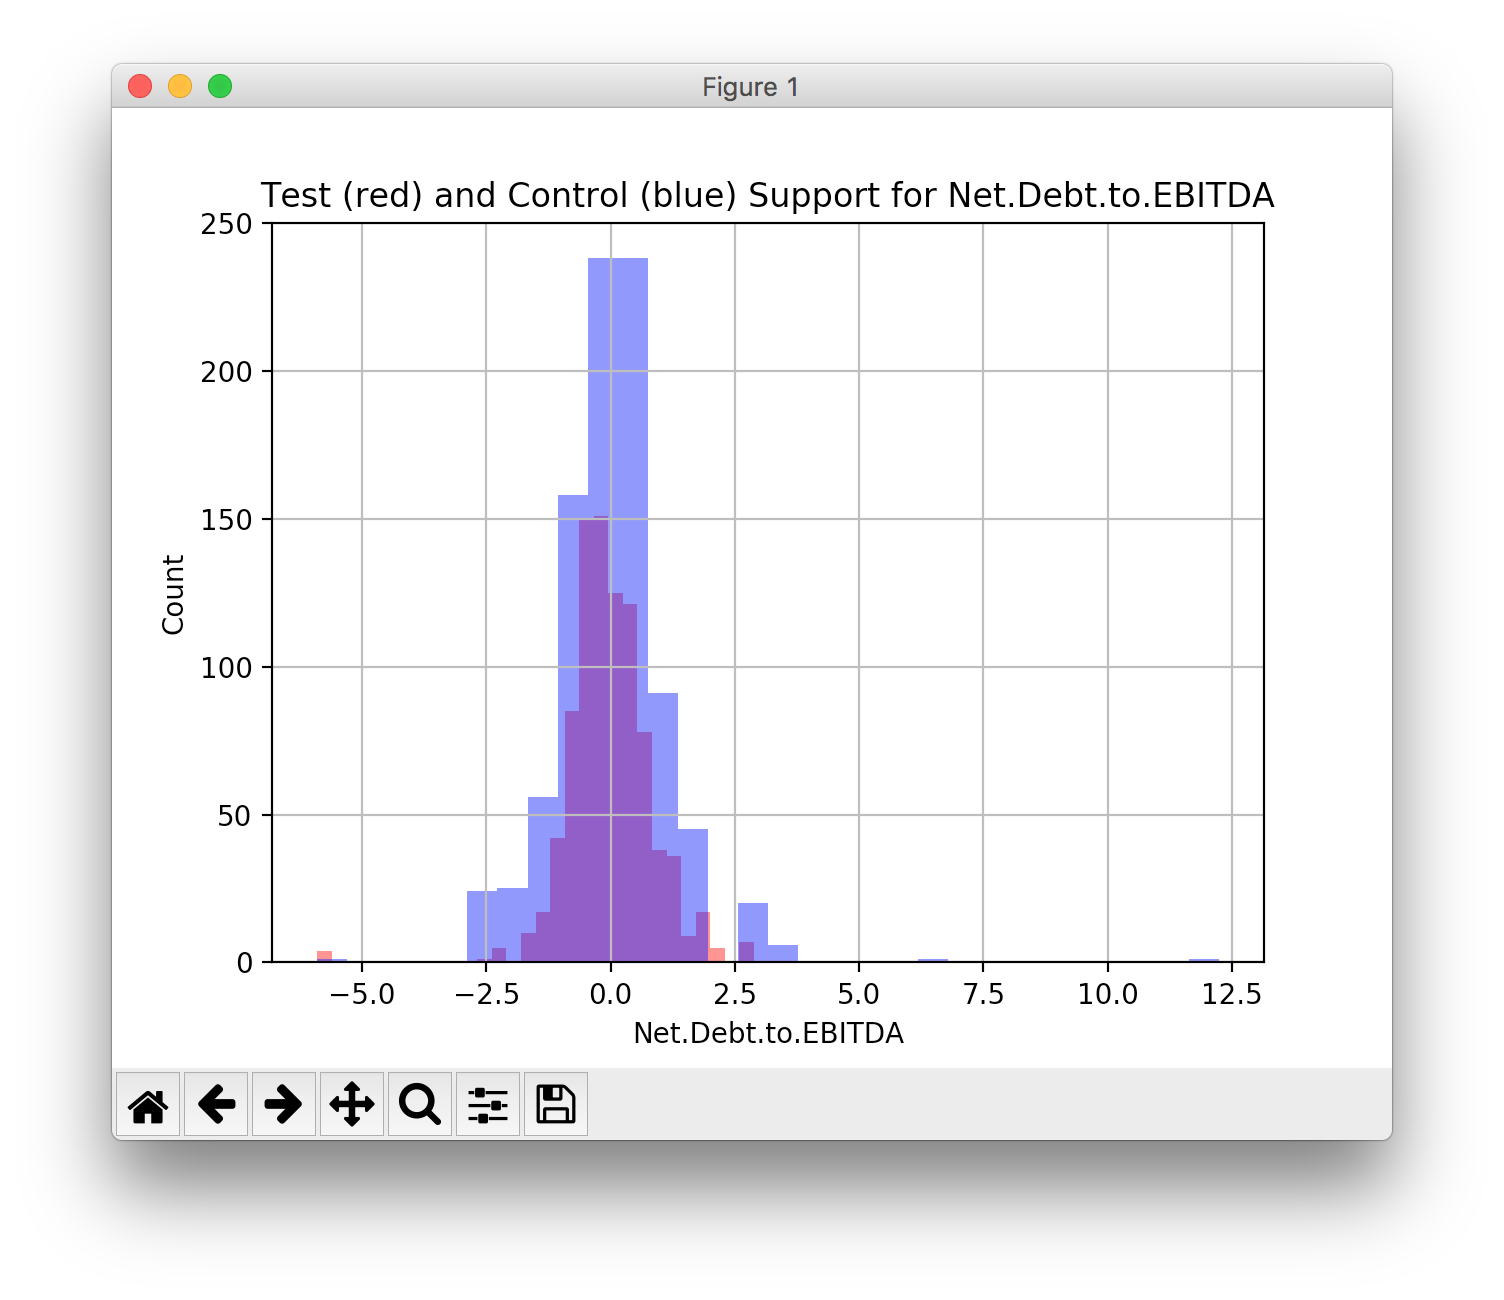 Figure 1
Test (red) and Control (blue) Support for Net.Debt.to.EBITDA
250
200
150
100
50
0
Count
−5.0 −2.5 0.0 2.5 5.0 7.5 10.0 12.5
Net.Debt.to.EBITDA